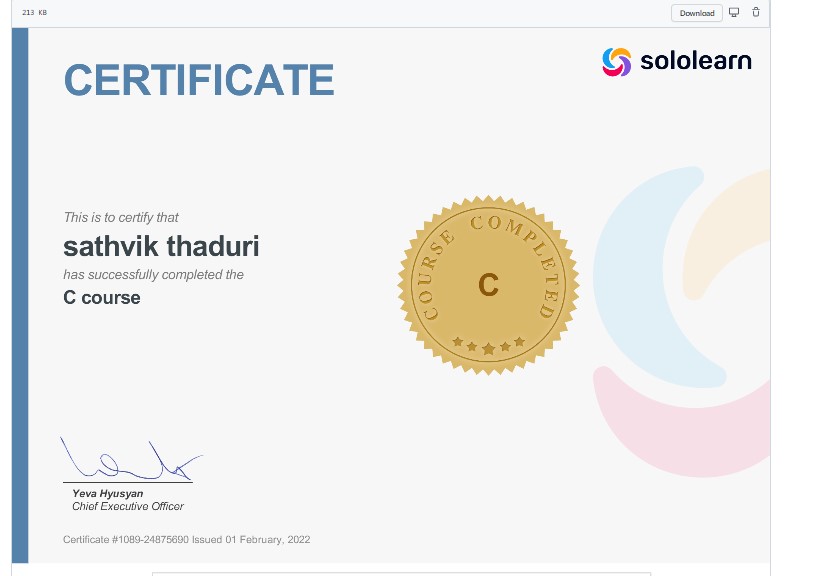 213 KB
Download
CERTIFICATE
sololearn
This is to certify that
sathvik thaduri
has successfully completed the
C course
COURSE COMPLETED
C
Yeva Hyusyan
Chief Executive Officer
Certificate #1089-24875690 Issued 01 February, 2022